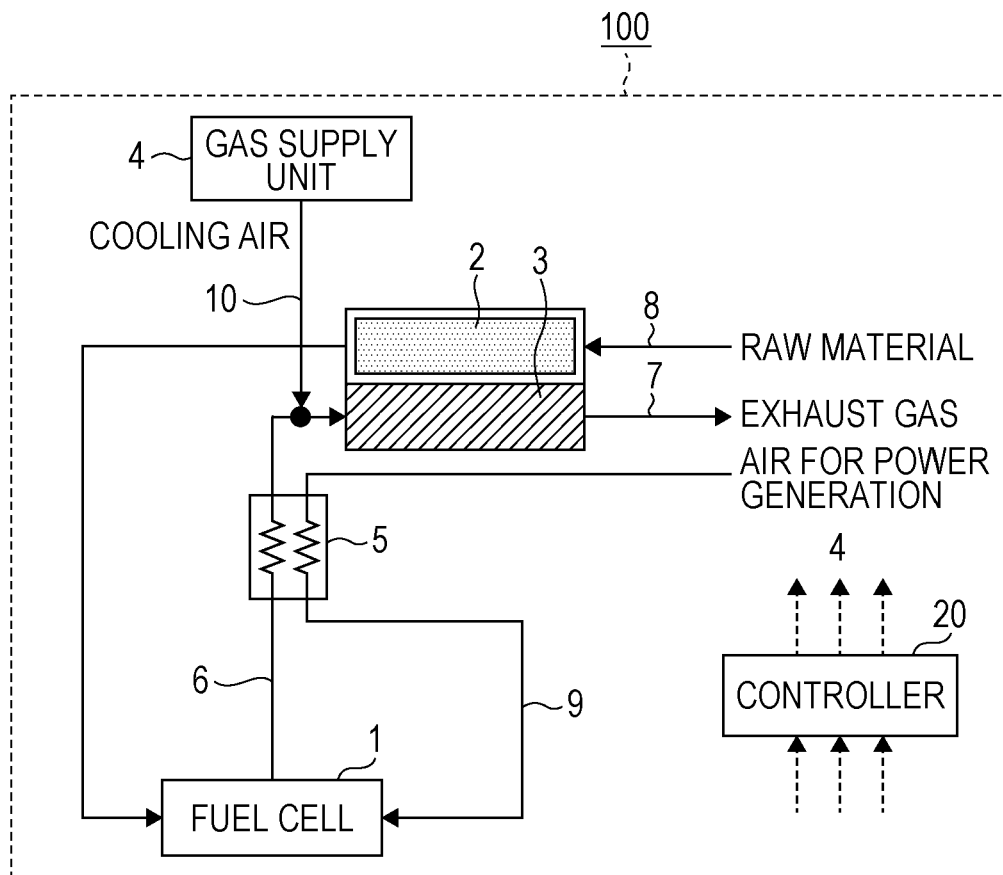 100
4
GAS SUPPLY
UNIT
COOLING AIR
2
3
10
8
RAW MATERIAL
7
EXHAUST GAS
AIR FOR POWER
GENERATION
5
4
20
CONTROLLER
6
9
1
FUEL CELL